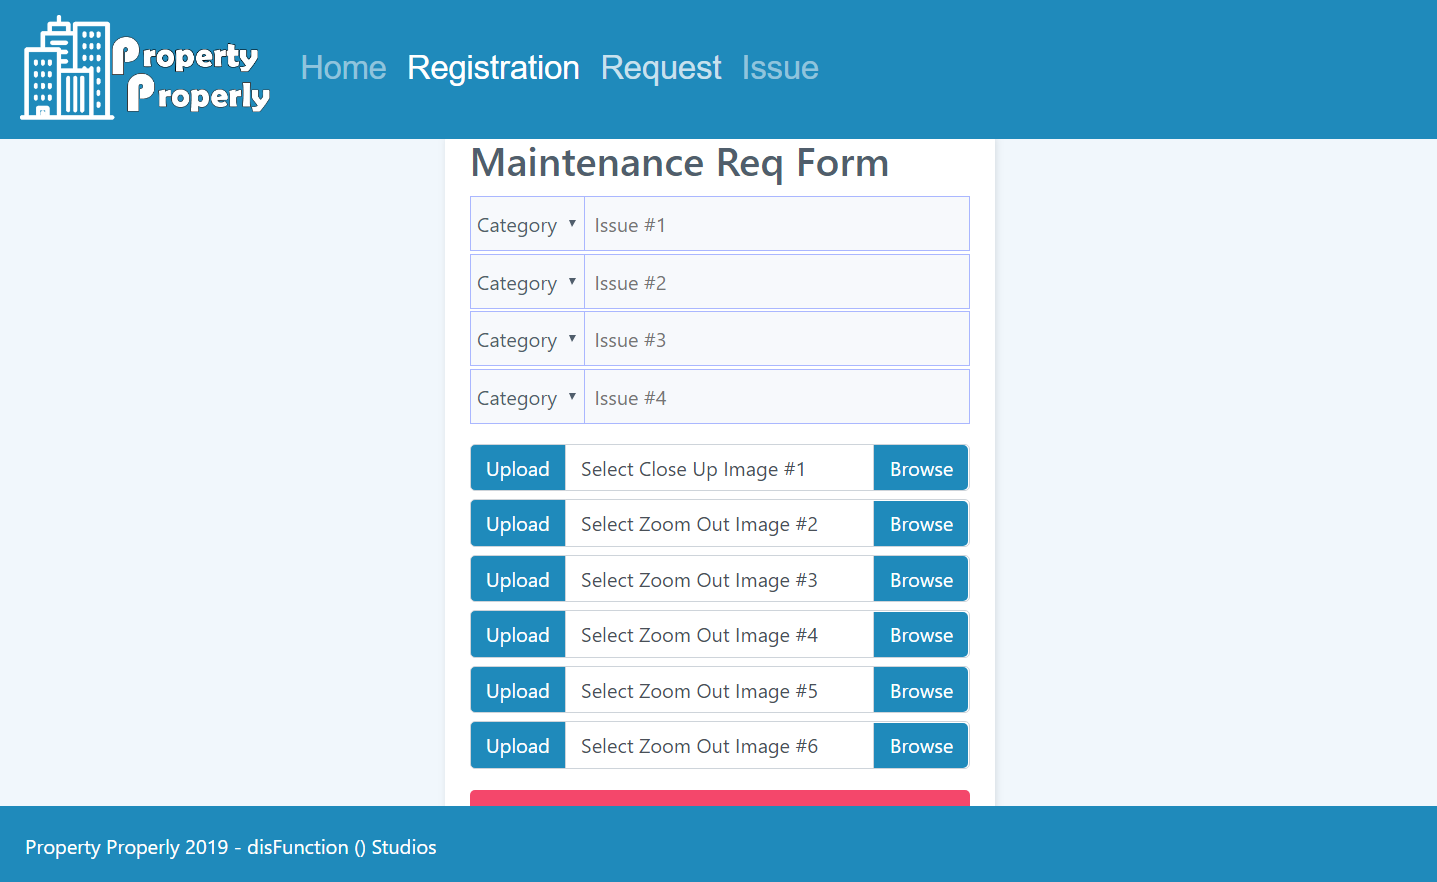 Property
Properly
Home Registration Request Issue
Maintenance Req Form
Category Issue #1
Category Issue #2
Category Issue #3
Category Issue #4
Upload Select Close Up Image #1 Browse
Upload Select Zoom Out Image #2 Browse
Upload Select Zoom Out Image #3 Browse
Upload Select Zoom Out Image #4 Browse
Upload Select Zoom Out Image #5 Browse
Upload Select Zoom Out Image #6 Browse
Property Properly 2019 - disFunction () Studios